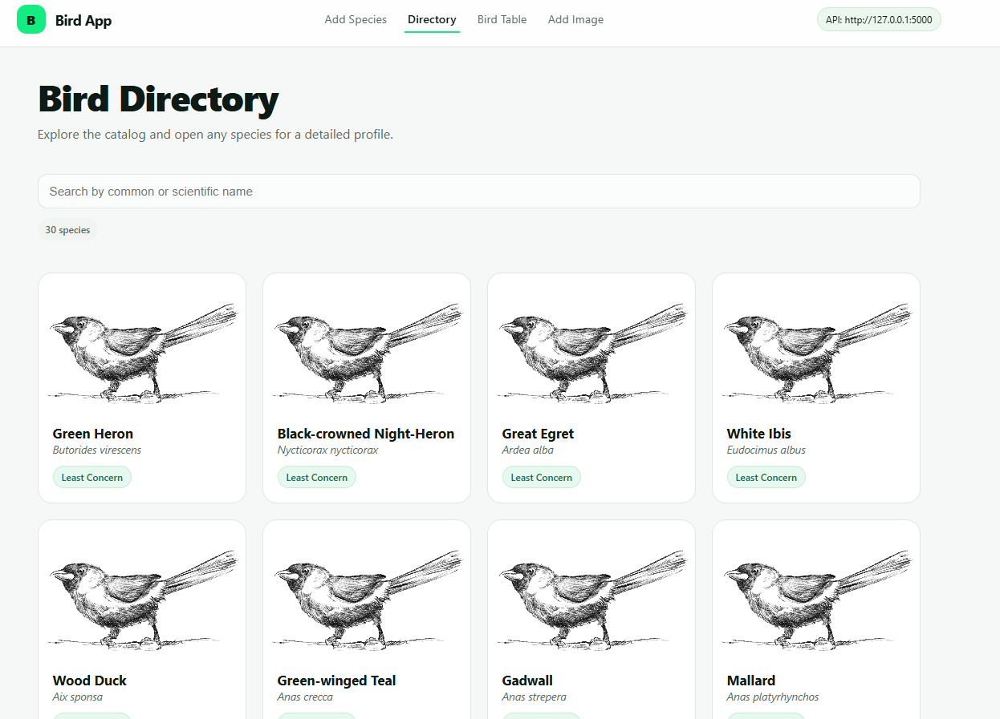 B Bird App Add Species Directory Bird Table Add Image API: http://127.0.0.1:5000
Bird Directory
Explore the catalog and open any species for a detailed profile.
Search by common or scientific name
30 species
Green Heron
Butorides virescens
Least Concern
Black-crowned Night-Heron
Nycticorax nycticorax
Least Concern
Great Egret
Ardea alba
Least Concern
White Ibis
Eudocimus albus
Least Concern
Wood Duck
Aix sponsa
Green-winged Teal
Anas crecca
Gadwall
Anas strepera
Mallard
Anas platyrhynchos